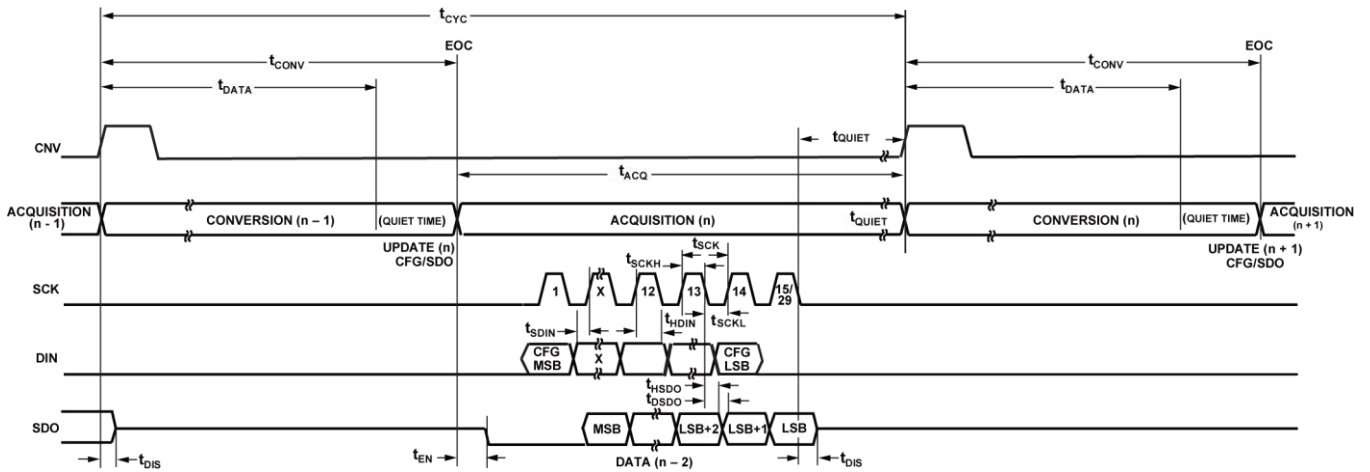 tCYC
EOC
EOC
tCONV
tCONV
tDATA
tDATA
CNV
tQUIET
tACQ
ACQUISITION
(n - 1)
CONVERSION (n – 1)
(QUIET TIME)
ACQUISITION (n)
tQUIET
CONVERSION (n)
(QUIET TIME)
ACQUISITION
(n + 1)
UPDATE (n)
CFG/SDO
UPDATE (n + 1)
CFG/SDO
tSCK
tSCKH
SCK
1
X
12
13
14
15/
29
tSDIN
tHDIN
tSCKL
DIN
CFG
MSB
X
CFG
LSB
tHSDO
tDSDO
SDO
MSB
LSB+2
LSB+1
LSB
tDIS
tEN
DATA (n – 2)
tDIS